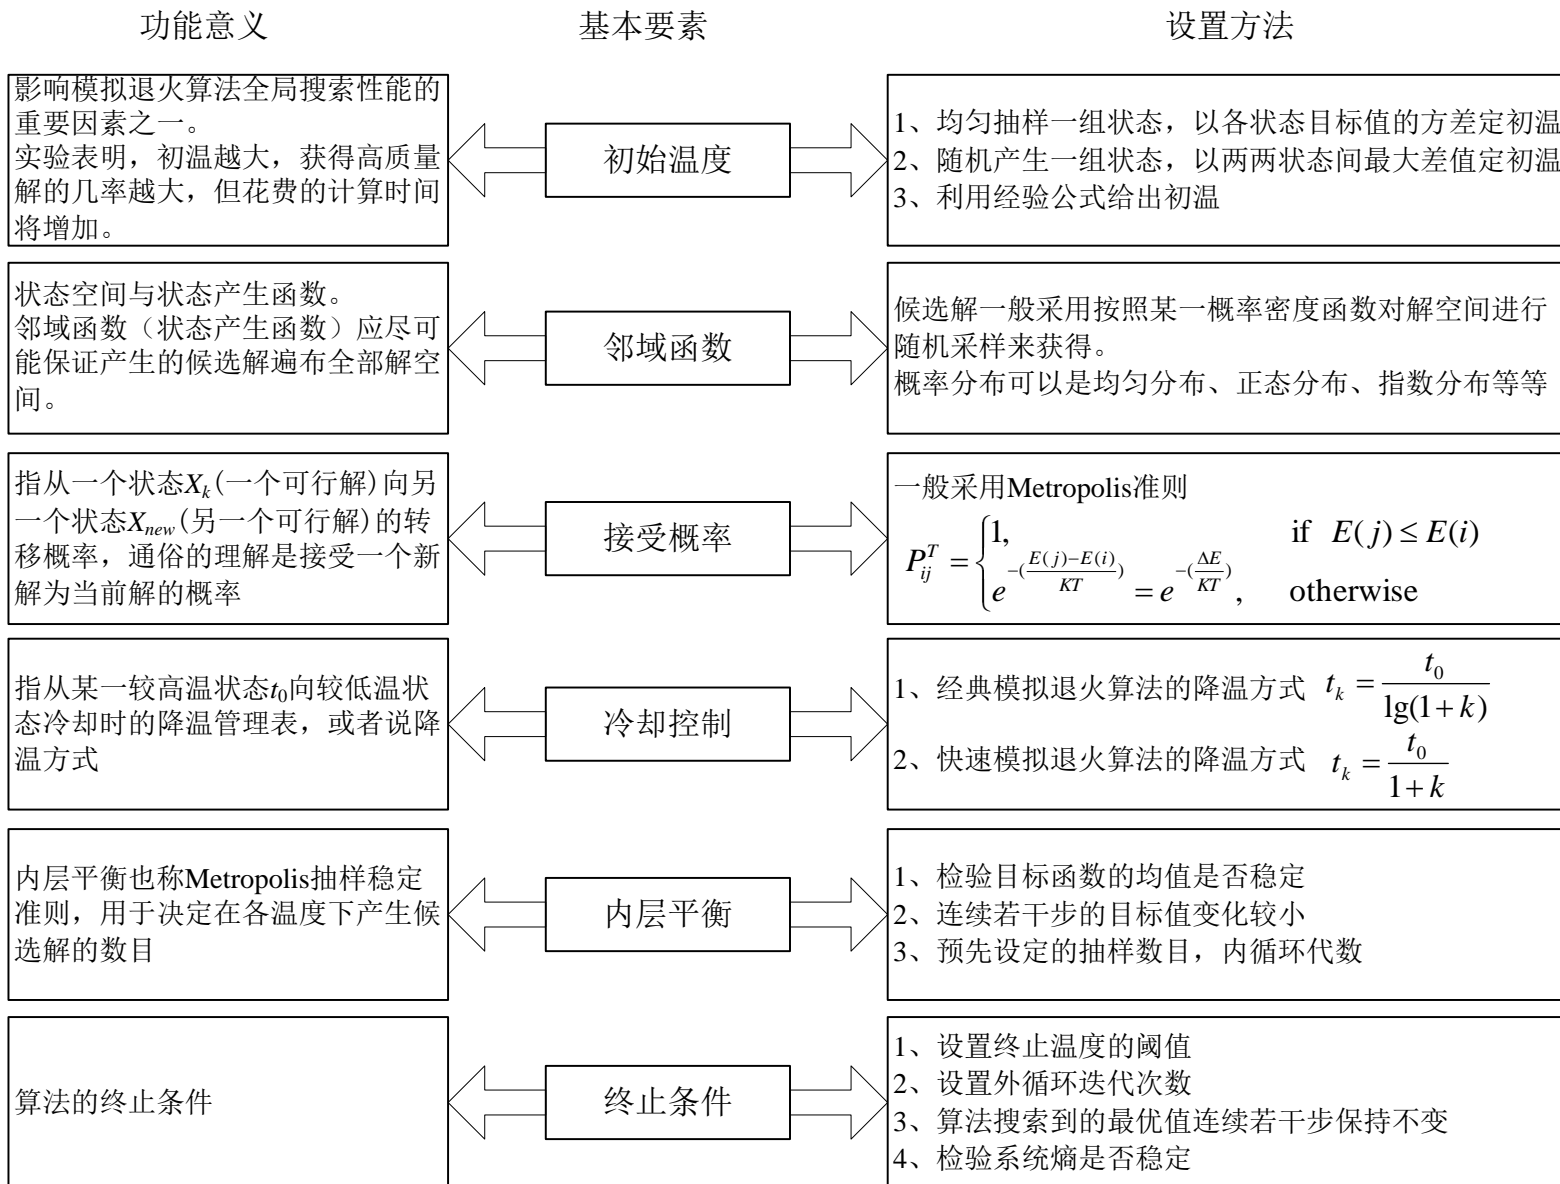 功能意义
基本要素
设置方法
影响模拟退火算法全局搜索性能的
重要因素之一。
实验表明，初温越大，获得高质量
解的几率越大，但花费的计算时间
将增加。
初始温度
1、均匀抽样一组状态，以各状态目标值的方差定初温
2、随机产生一组状态，以两两状态间最大差值定初温
3、利用经验公式给出初温
状态空间与状态产生函数。
邻域函数（状态产生函数）应尽可
能保证产生的候选解遍布全部解空
间。
邻域函数
候选解一般采用按照某一概率密度函数对解空间进行
随机采样来获得。
概率分布可以是均匀分布、正态分布、指数分布等等
指从一个状态X_k(一个可行解)向另
一个状态X_new(另一个可行解)的转
移概率，通俗的理解是接受一个新
解为当前解的概率
接受概率
一般采用Metropolis准则
P_ij^T = { 1, if E(j) ≤ E(i)
e^{-(\frac{E(j)-E(i)}{KT})} = e^{-(\frac{ΔE}{KT})}, otherwise
指从某一较高温状态t_0向较低温状
态冷却时的降温管理表，或者说降
温方式
冷却控制
1、经典模拟退火算法的降温方式 t_k = \frac{t_0}{lg(1+k)}
2、快速模拟退火算法的降温方式 t_k = \frac{t_0}{1+k}
内层平衡也称Metropolis抽样稳定
准则，用于决定在各温度下产生候
选解的数目
内层平衡
1、检验目标函数的均值是否稳定
2、连续若干步的目标值变化较小
3、预先设定的抽样数目，内循环代数
算法的终止条件
终止条件
1、设置终止温度的阈值
2、设置外循环迭代次数
3、算法搜索到的最优值连续若干步保持不变
4、检验系统熵是否稳定